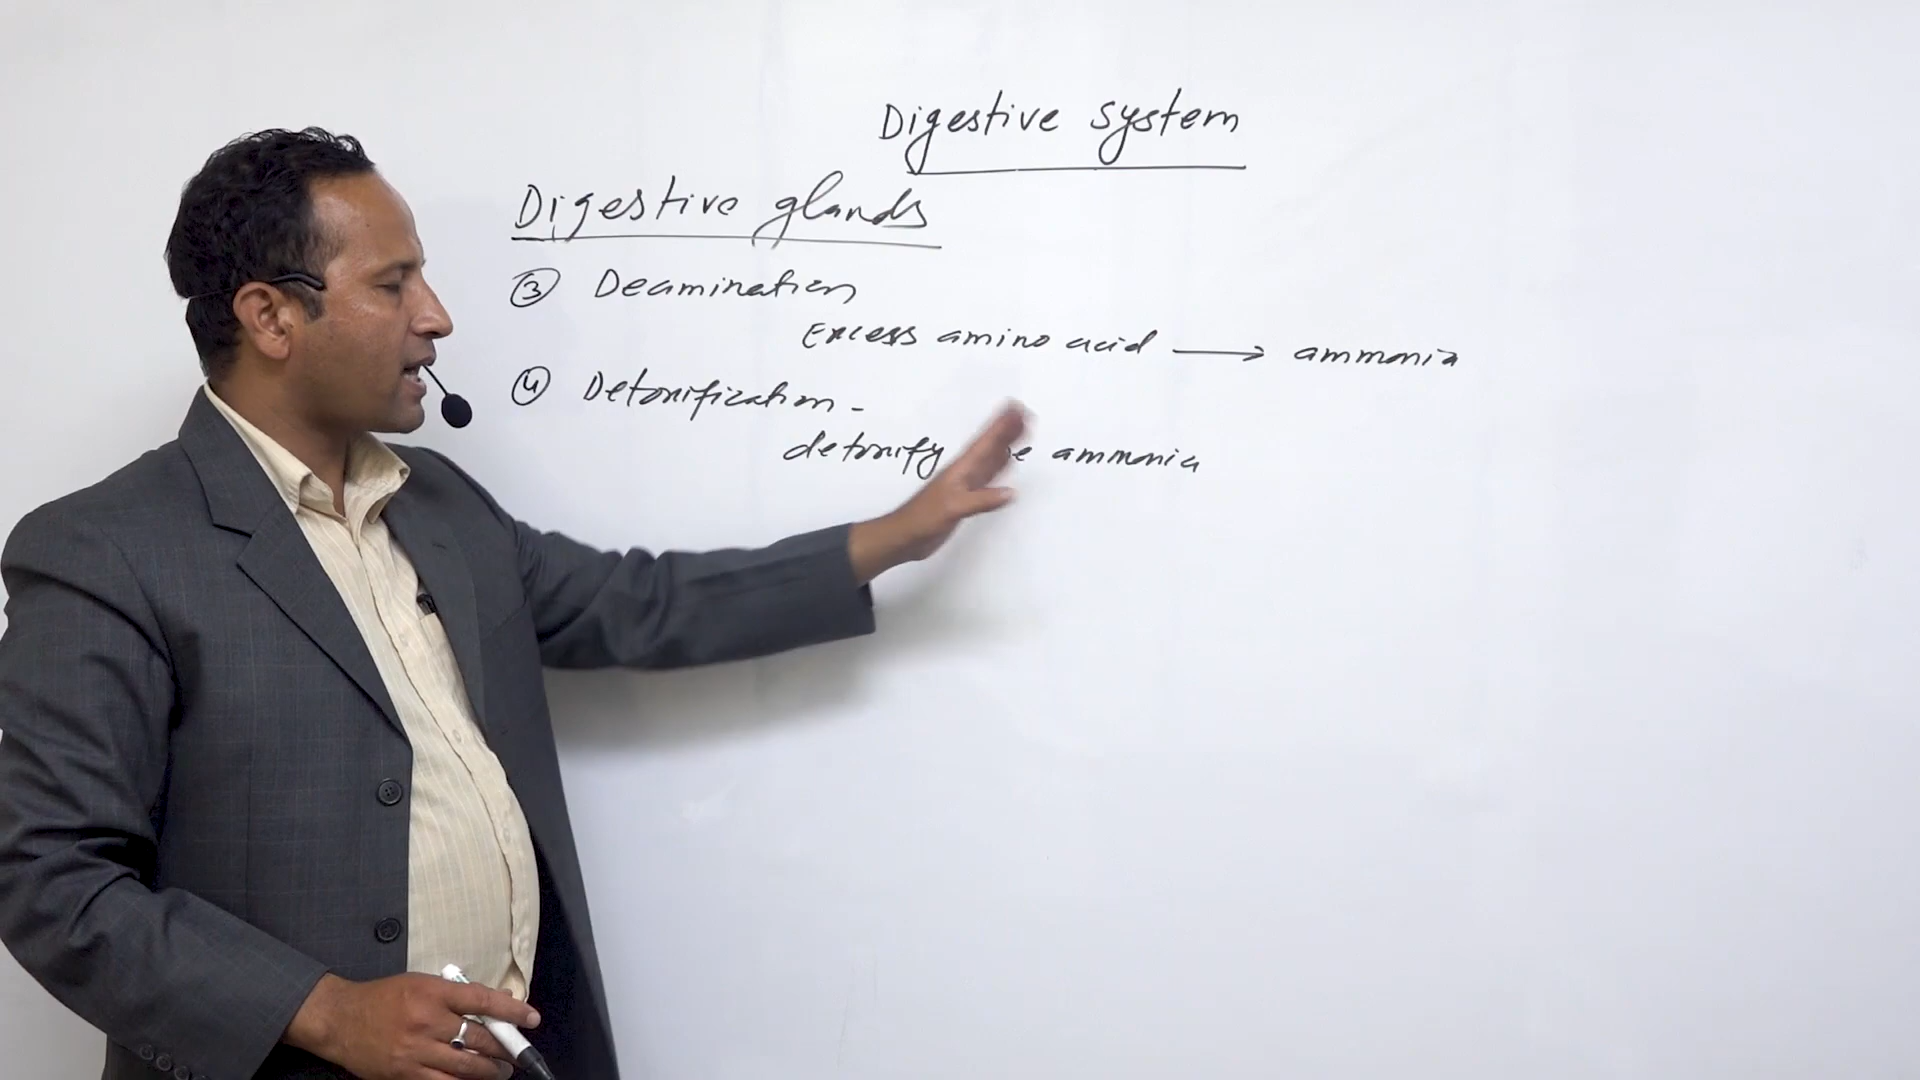 Digestive system
Digestive glands
③ Deamination
Excess amino acid → ammonia
④ Detoxification -
detoxify ammonia